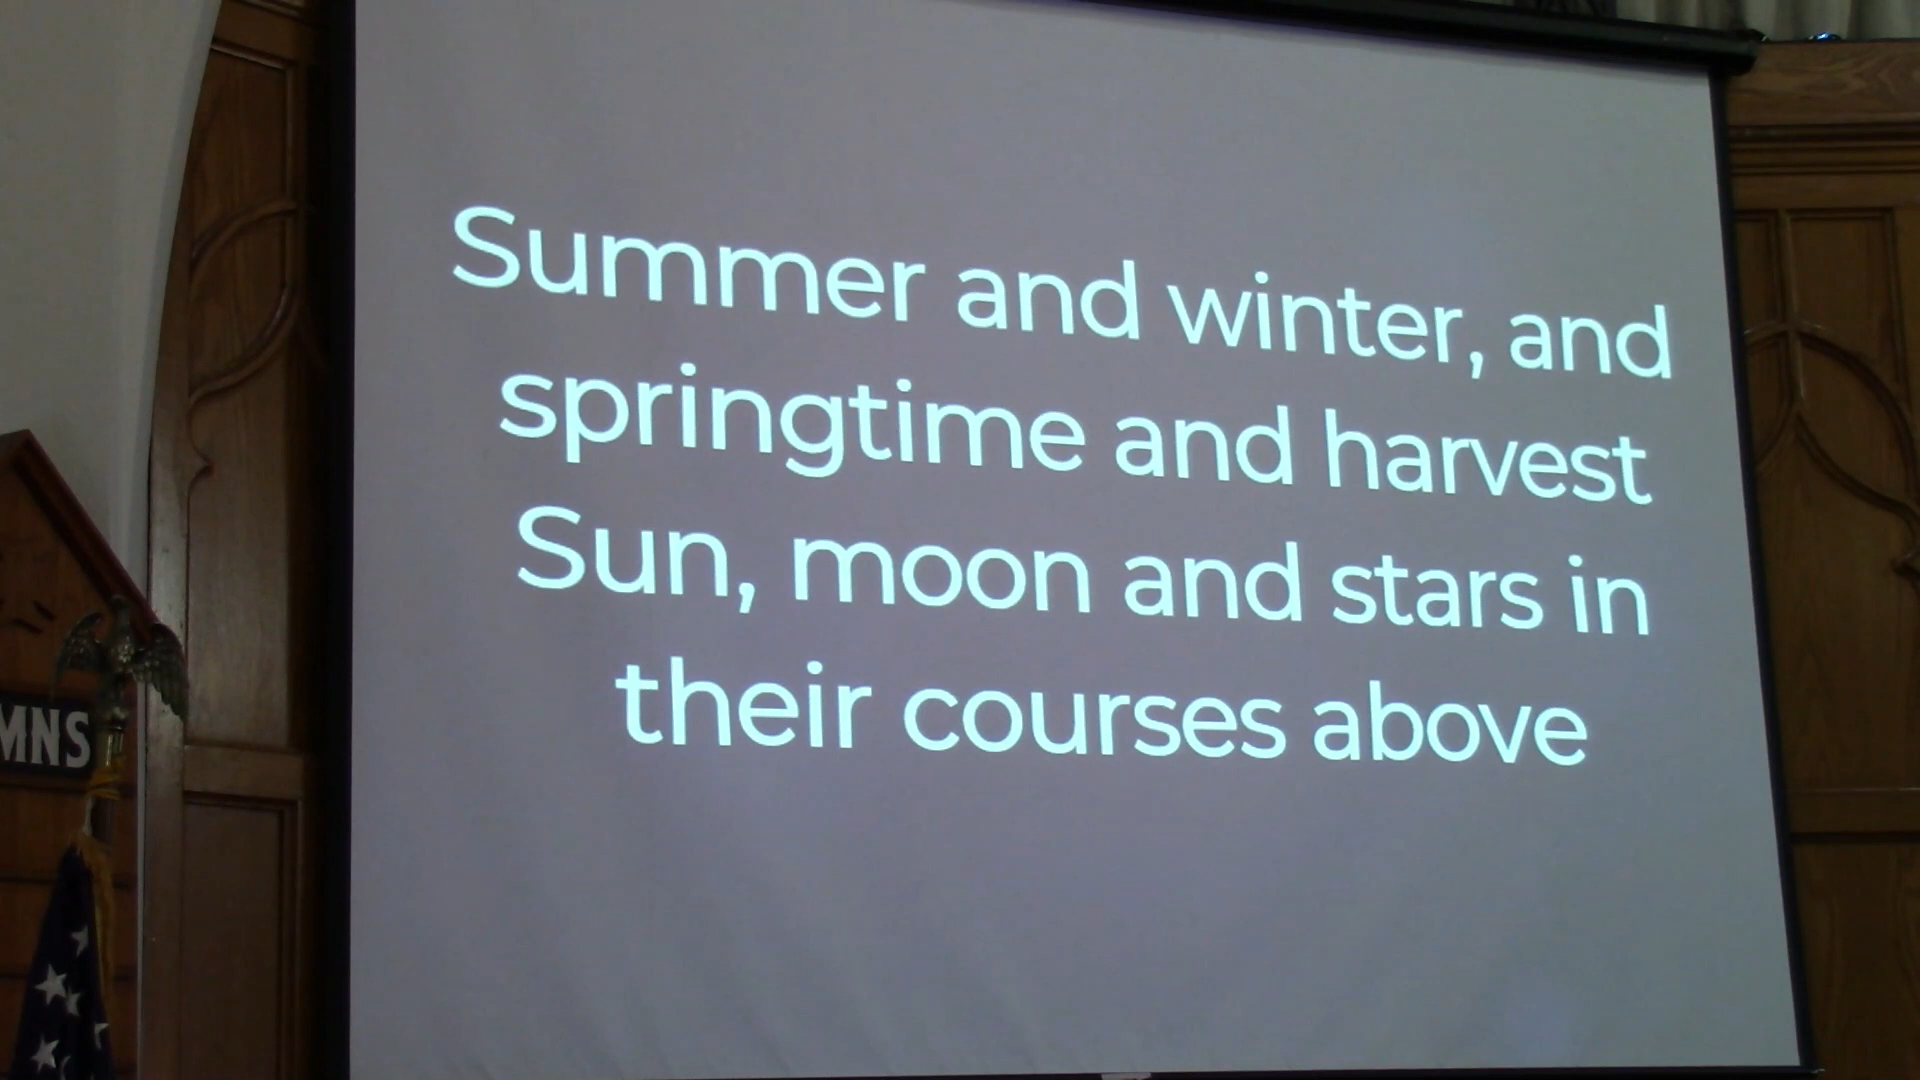 Summer and winter, and
springtime and harvest
Sun, moon and stars in
their courses above
MNS